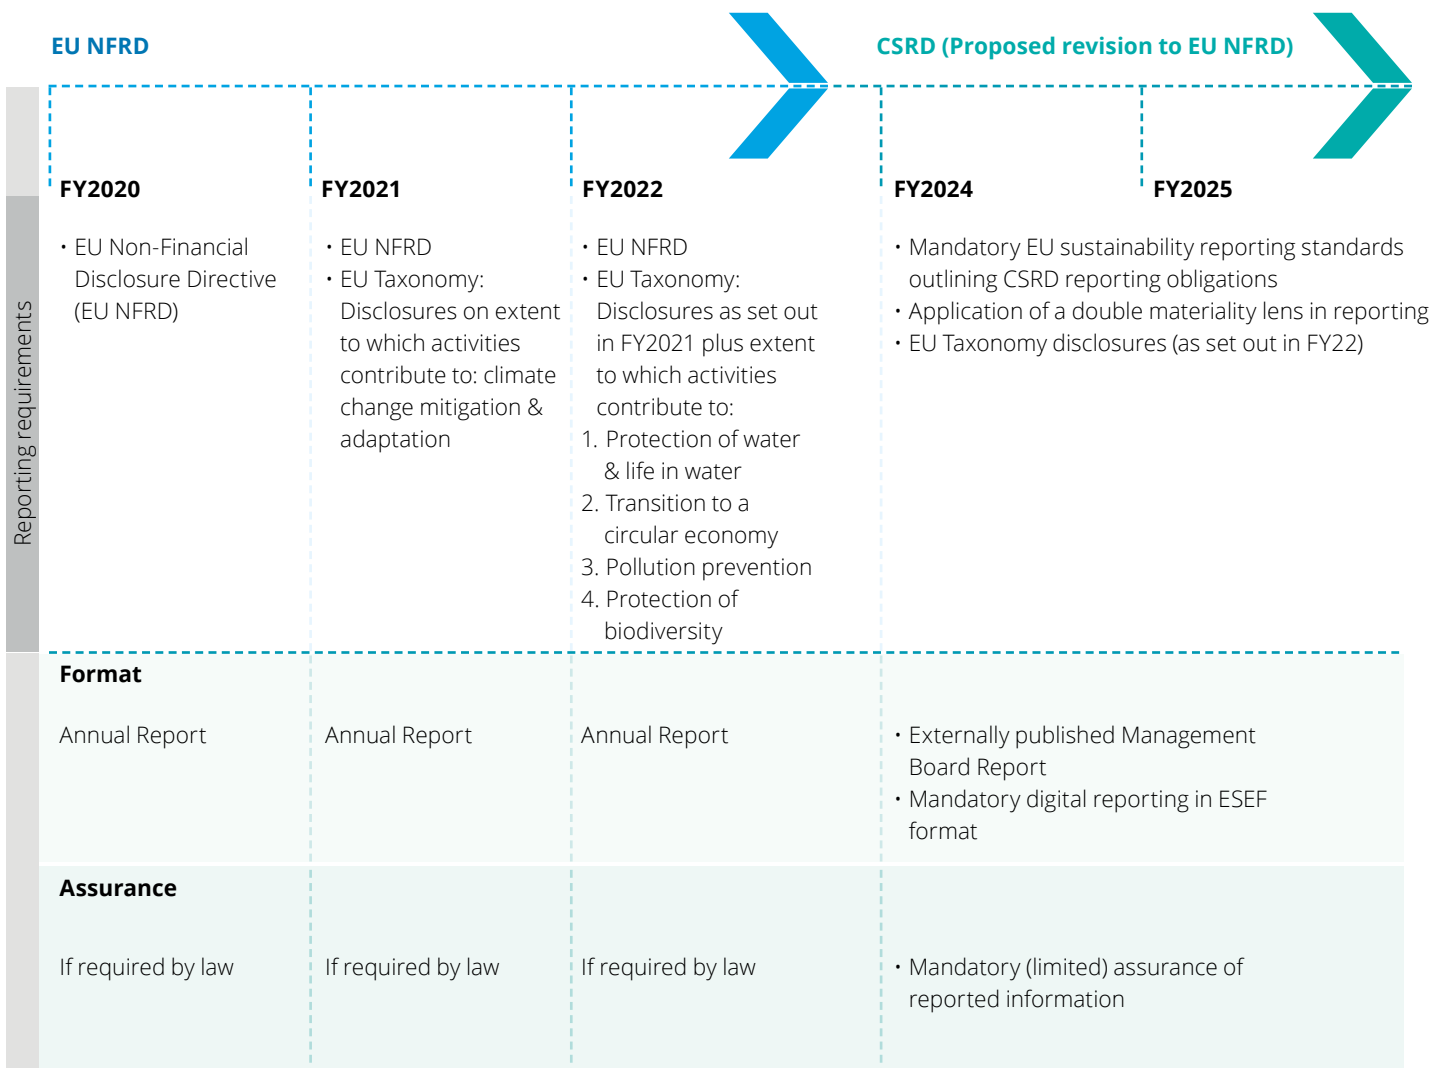 EU NFRD
CSRD (Proposed revision to EU NFRD)
Reporting requirements
FY2020
• EU Non-Financial
Disclosure Directive
(EU NFRD)
FY2021
• EU NFRD
• EU Taxonomy:
Disclosures on extent
to which activities
contribute to: climate
change mitigation &
adaptation
FY2022
• EU NFRD
• EU Taxonomy:
Disclosures as set out
in FY2021 plus extent
to which activities
contribute to:
1. Protection of water
& life in water
2. Transition to a
circular economy
3. Pollution prevention
4. Protection of
biodiversity
FY2024
FY2025
• Mandatory EU sustainability reporting standards
outlining CSRD reporting obligations
• Application of a double materiality lens in reporting
• EU Taxonomy disclosures (as set out in FY22)
Format
Annual Report
Annual Report
Annual Report
• Externally published Management
Board Report
• Mandatory digital reporting in ESEF
format
Assurance
If required by law
If required by law
If required by law
• Mandatory (limited) assurance of
reported information